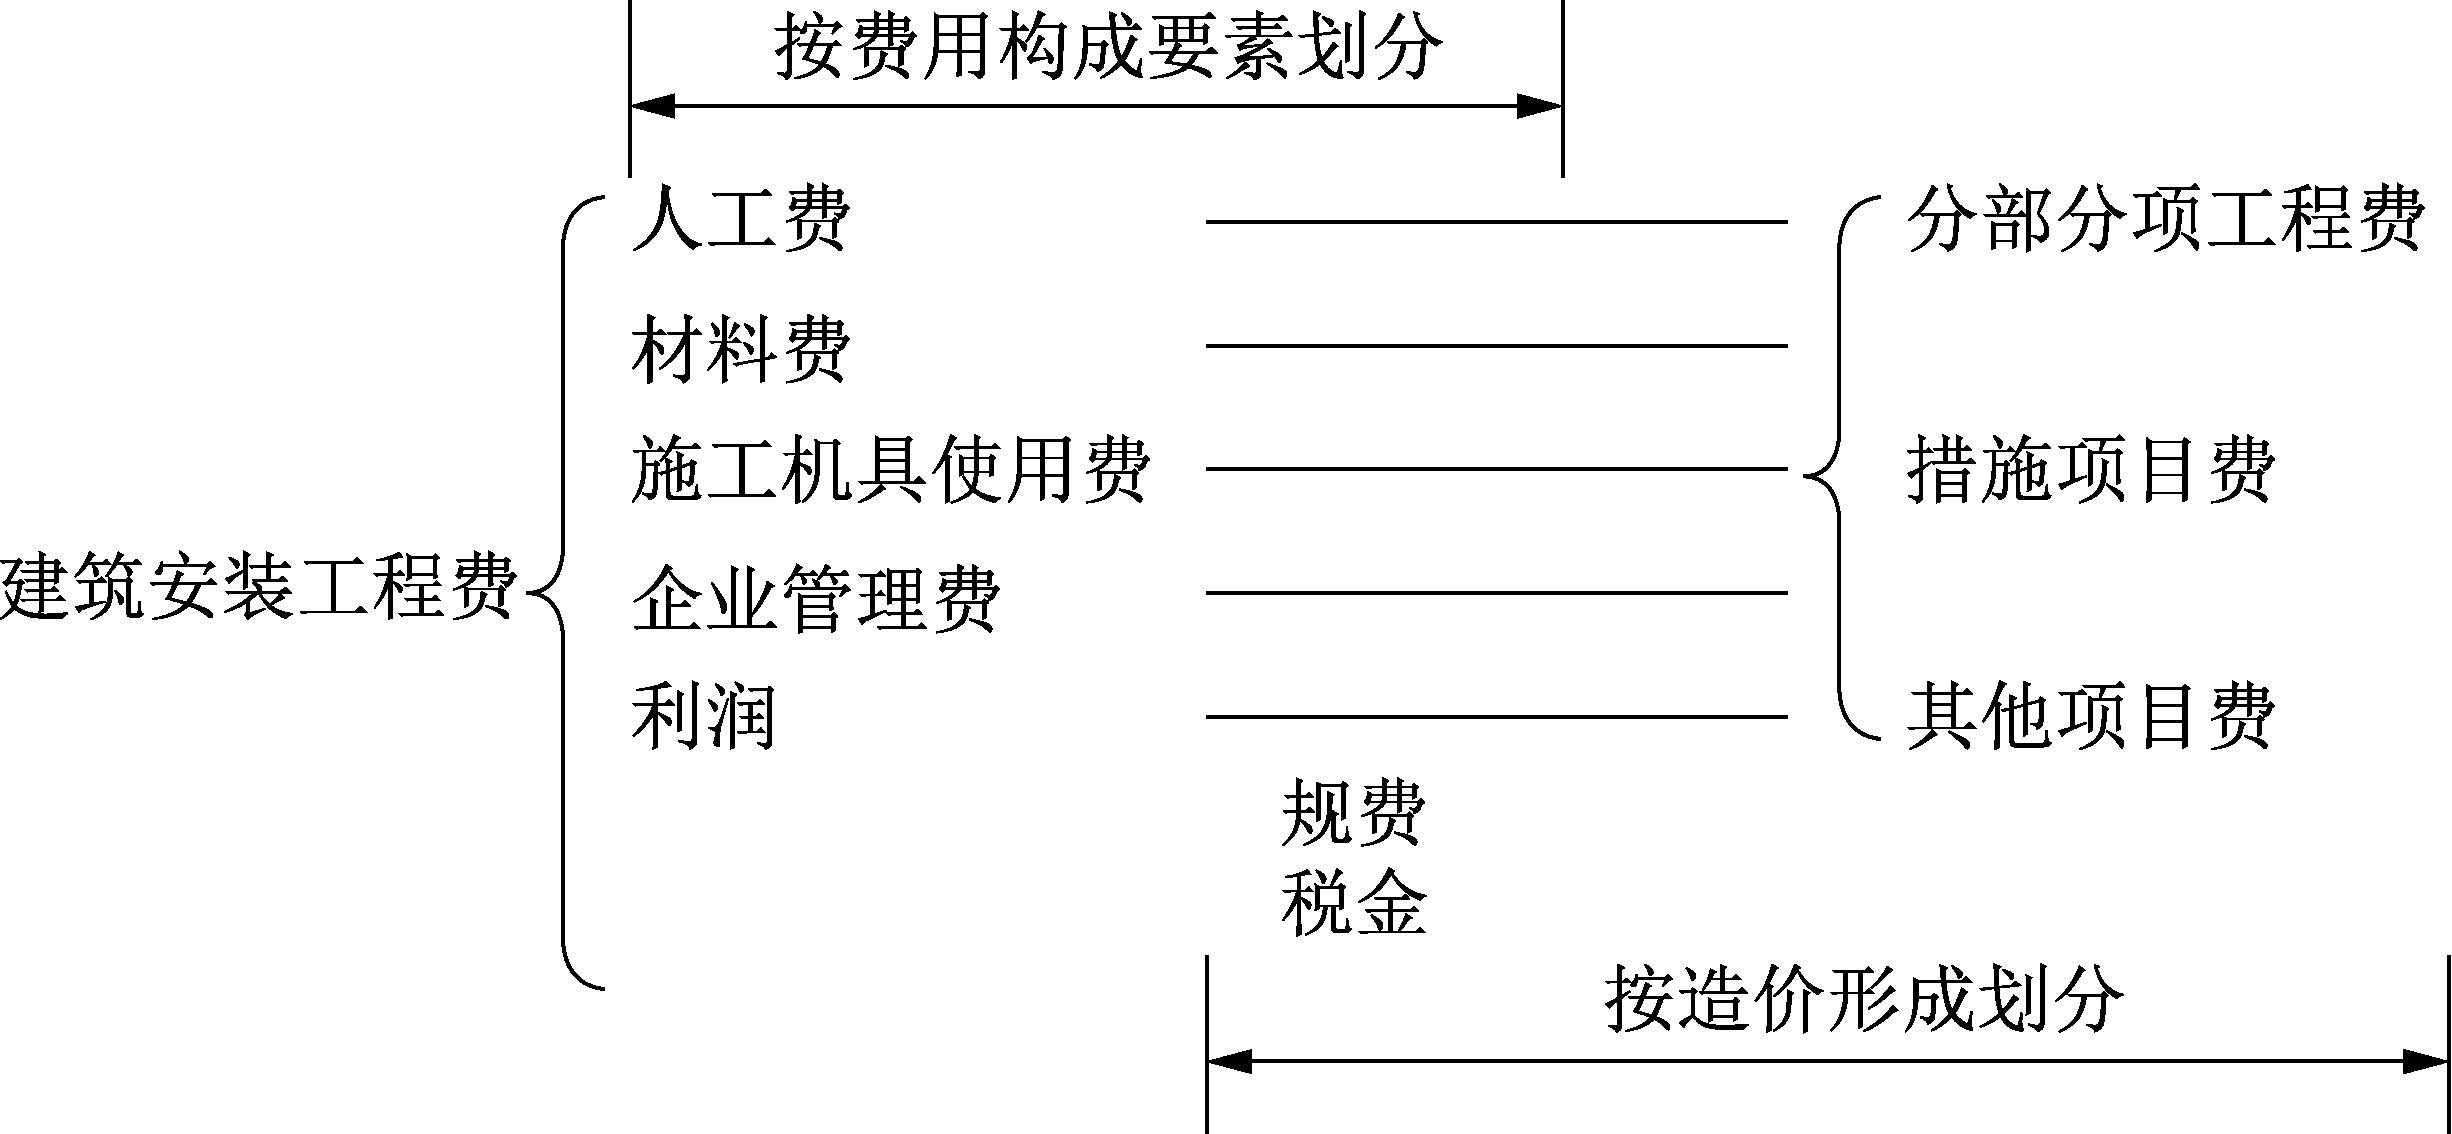 按费用构成要素划分
人工费
分部分项工程费
材料费
施工机具使用费
措施项目费
建筑安装工程费
企业管理费
利润
其他项目费
规费
税金
按造价形成划分